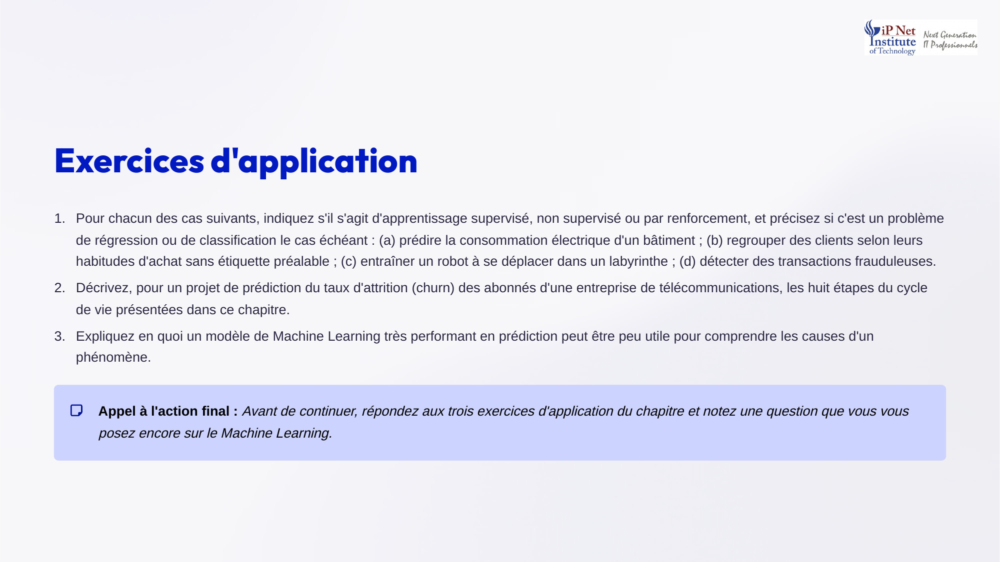 iP Net
Institute
of Technology
Next Generation
IT Professionnels
Exercices d'application
1. Pour chacun des cas suivants, indiquez s'il s'agit d'apprentissage supervisé, non supervisé ou par renforcement, et précisez si c'est un problème
de régression ou de classification le cas échéant : (a) prédire la consommation électrique d'un bâtiment ; (b) regrouper des clients selon leurs
habitudes d'achat sans étiquette préalable ; (c) entraîner un robot à se déplacer dans un labyrinthe ; (d) détecter des transactions frauduleuses.
2. Décrivez, pour un projet de prédiction du taux d'attrition (churn) des abonnés d'une entreprise de télécommunications, les huit étapes du cycle
de vie présentées dans ce chapitre.
3. Expliquez en quoi un modèle de Machine Learning très performant en prédiction peut être peu utile pour comprendre les causes d'un
phénomène.
Appel à l'action final : Avant de continuer, répondez aux trois exercices d'application du chapitre et notez une question que vous vous
posez encore sur le Machine Learning.